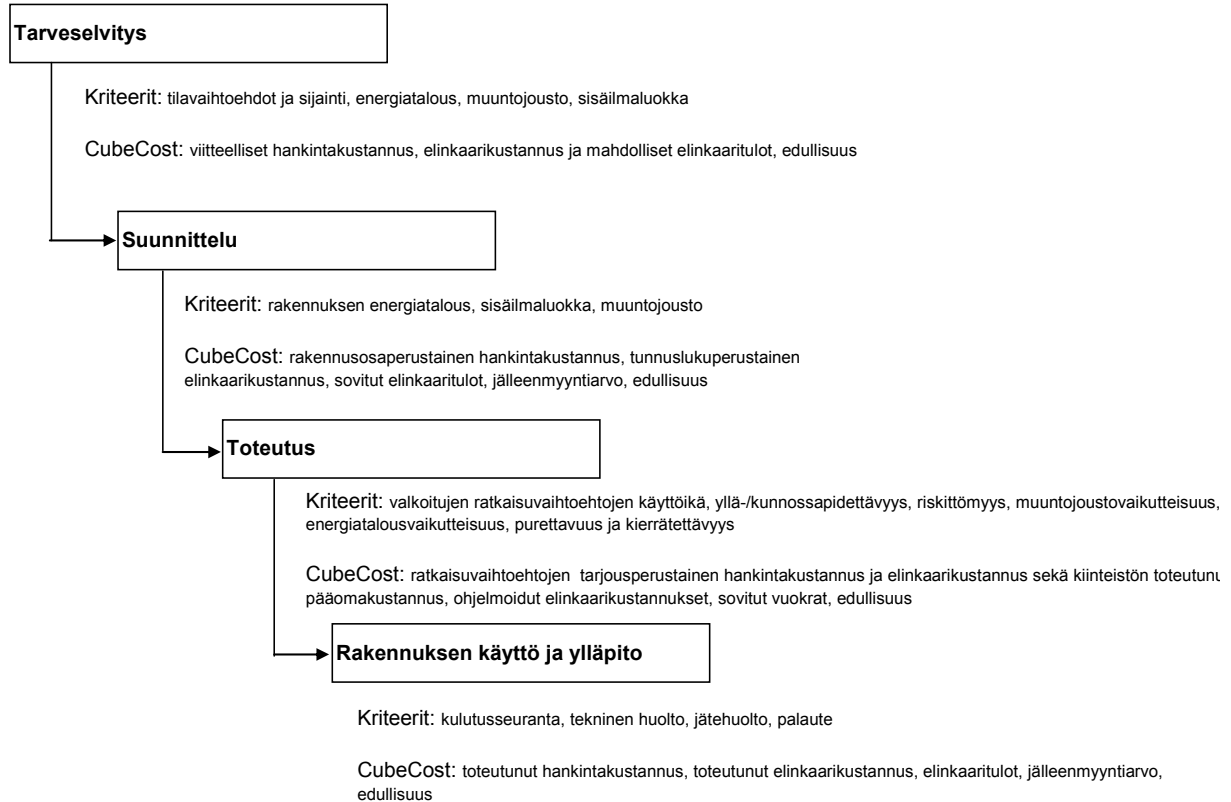 Tarveselvitys
Kriteerit: tilavaihtoehdot ja sijainti, energiatalous, muuntojousto, sisäilmaluokka
CubeCost: viitteelliset hankintakustannus, elinkaarikustannus ja mahdolliset elinkaaritulot, edullisuus
Suunnittelu
Kriteerit: rakennuksen energiatalous, sisäilmaluokka, muuntojousto
CubeCost: rakennusosaperustainen hankintakustannus, tunnuslukuperustainen
elinkaarikustannus, sovitut elinkaaritulot, jälleenmyyntiarvo, edullisuus
Toteutus
Kriteerit: valkoitujen ratkaisuvaihtoehtojen käyttöikä, yllä-/kunnossapidettävyys, riskittömyys, muuntojoustovaikutteisuus,
energiatalousvaikutteisuus, purettavuus ja kierrätettävyys
CubeCost: ratkaisuvaihtoehtojen tarjousperustainen hankintakustannus ja elinkaarikustannus sekä kiinteistön toteutunu
pääomakustannus, ohjelmoidut elinkaarikustannukset, sovitut vuokrat, edullisuus
Rakennuksen käyttö ja ylläpito
Kriteerit: kulutusseuranta, tekninen huolto, jätehuolto, palaute
CubeCost: toteutunut hankintakustannus, toteutunut elinkaarikustannus, elinkaaritulot, jälleenmyyntiarvo,
edullisuus